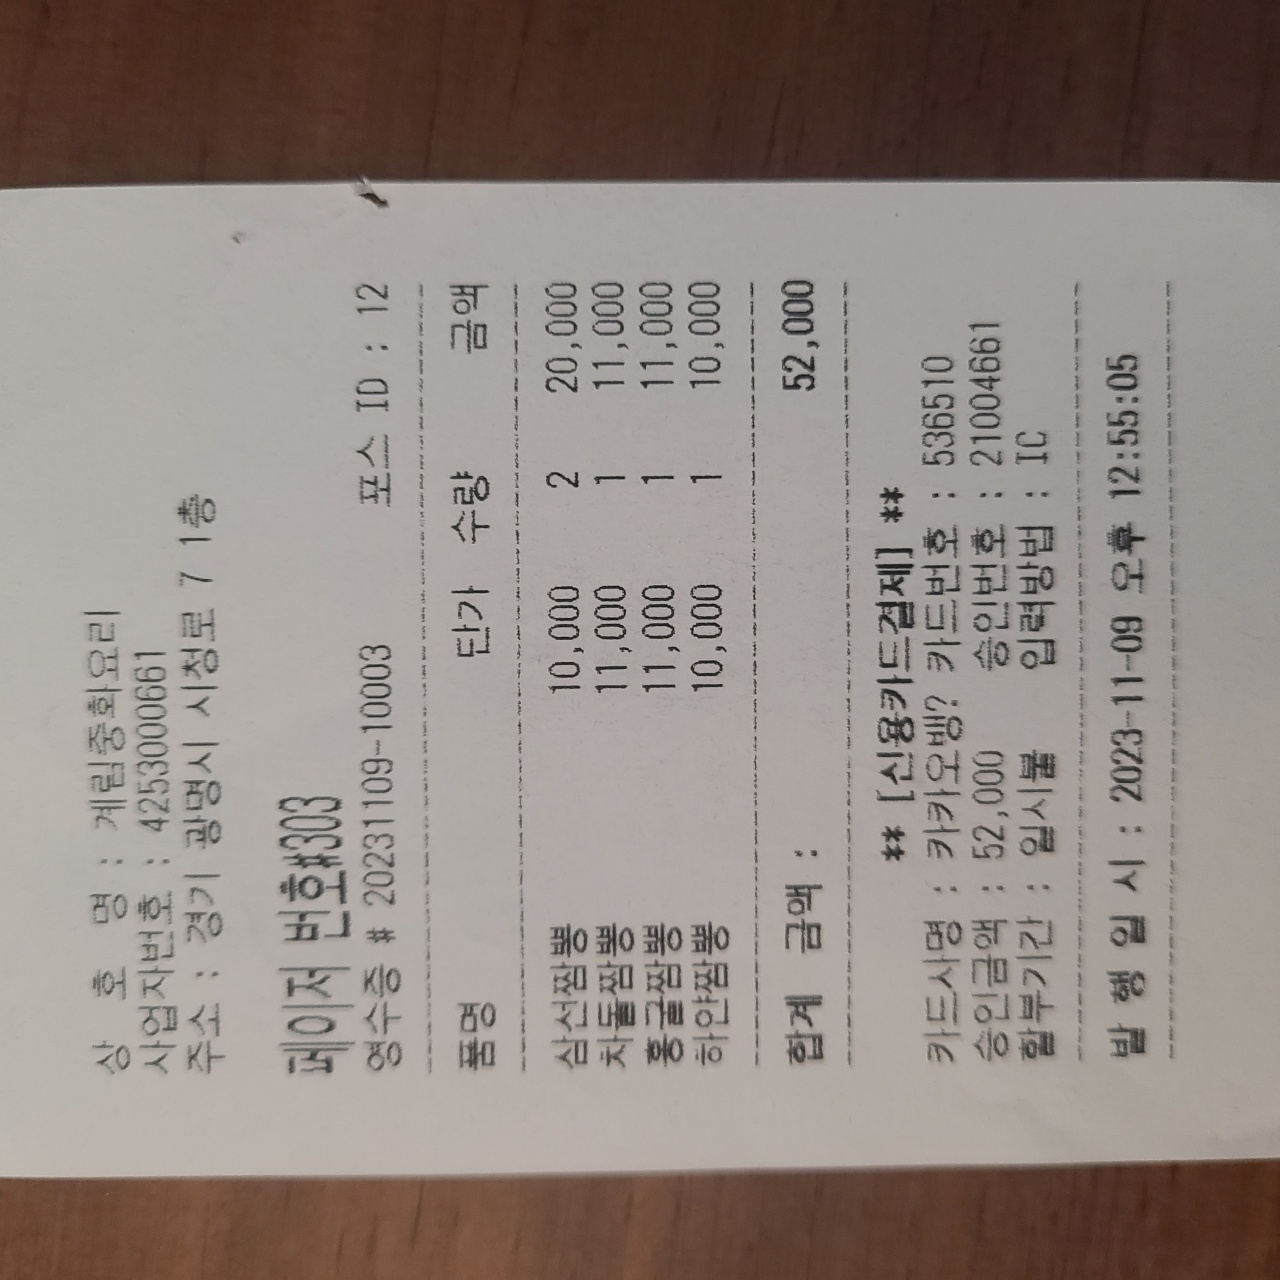 상 호 명 : 계림중화요리
사업자번호 : 4253000661
주소 : 경기 광명시 시청로 7 1층
페이저 번호#303
영수증 # 20231109-10003 포스 ID : 12
품명 단가 수량 금액
삼선짬뽕 10,000 2 20,000
차돌짬뽕 11,000 1 11,000
홍굴짬뽕 11,000 1 11,000
하얀짬뽕 10,000 1 10,000
합계 금액 : 52,000
** [신용카드결제] **
카드사명 : 카카오뱅? 카드번호 : 536510
승인금액 : 52,000 승인번호 : 21004661
할부기간 : 일시불 입력방법 : IC
발 행 일 시 : 2023-11-09 오후 12:55:05